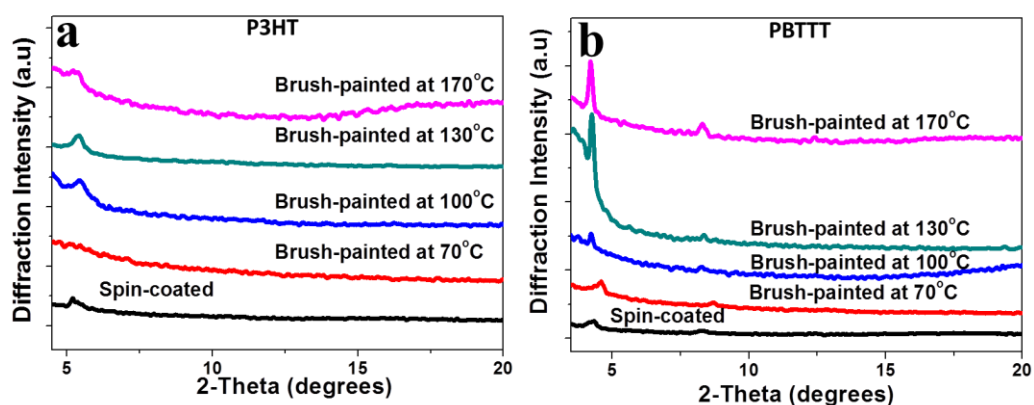 a
P3HT
Brush-painted at 170°C
Brush-painted at 130°C
Brush-painted at 100°C
Brush-painted at 70°C
Spin-coated
Diffraction Intensity (a.u)
5 10 15 20
2-Theta (degrees)
b
PBTTT
Brush-painted at 170°C
Brush-painted at 130°C
Brush-painted at 100°C
Brush-painted at 70°C
Spin-coated
Diffraction Intensity (a.u)
5 10 15 20
2-Theta (degrees)